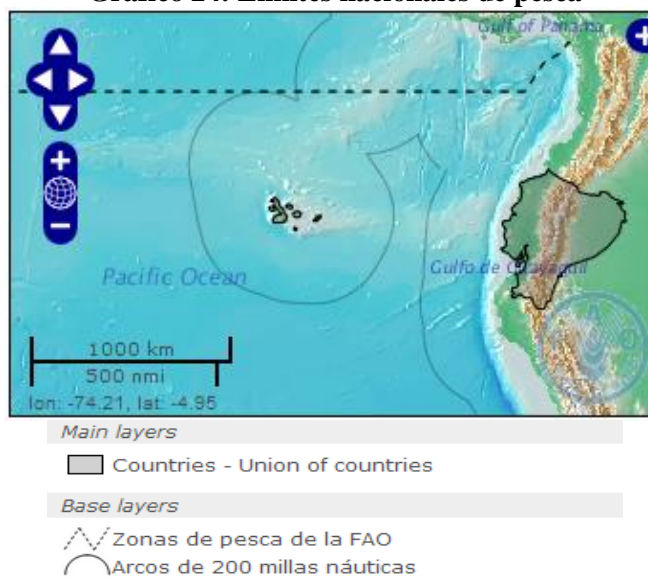 Gráfico 14. Límites nacionales de pesca
Gulf of Panama
Pacific Ocean
Gulfo de Guayaquil
1000 km
500 nmi
lon: -74.21, lat: -4.95
Main layers
Countries - Union of countries
Base layers
Zonas de pesca de la FAO
Arcos de 200 millas náuticas